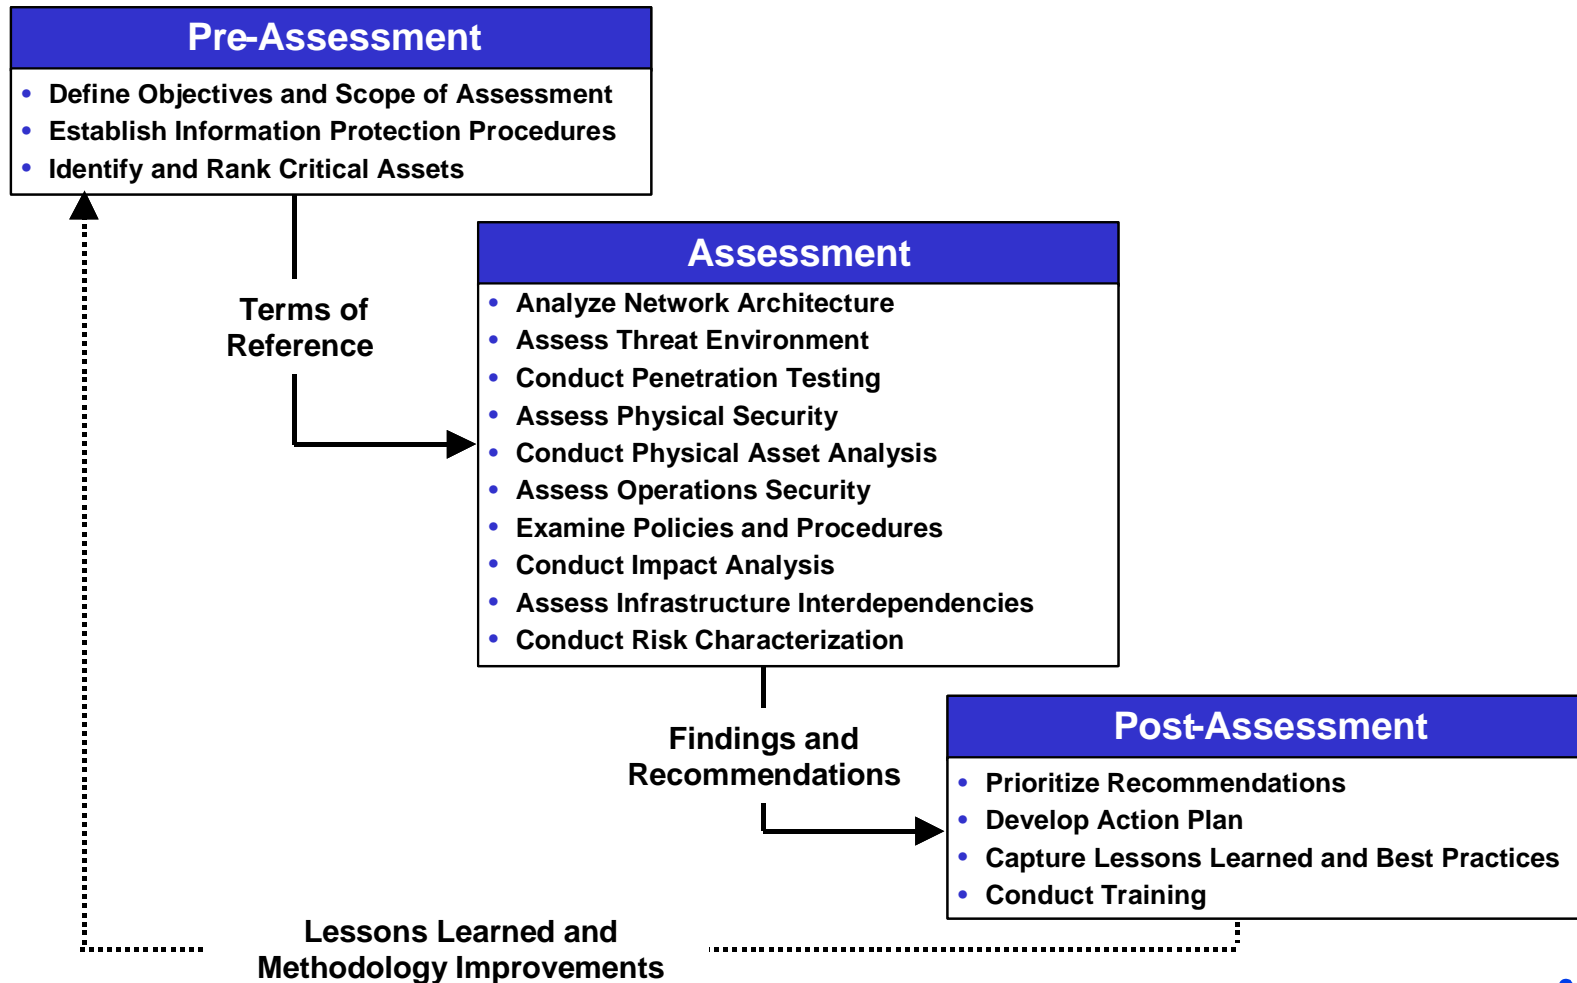 Pre-Assessment
• Define Objectives and Scope of Assessment
• Establish Information Protection Procedures
• Identify and Rank Critical Assets
Terms of
Reference
Assessment
• Analyze Network Architecture
• Assess Threat Environment
• Conduct Penetration Testing
• Assess Physical Security
• Conduct Physical Asset Analysis
• Assess Operations Security
• Examine Policies and Procedures
• Conduct Impact Analysis
• Assess Infrastructure Interdependencies
• Conduct Risk Characterization
Findings and
Recommendations
Post-Assessment
• Prioritize Recommendations
• Develop Action Plan
• Capture Lessons Learned and Best Practices
• Conduct Training
Lessons Learned and
Methodology Improvements